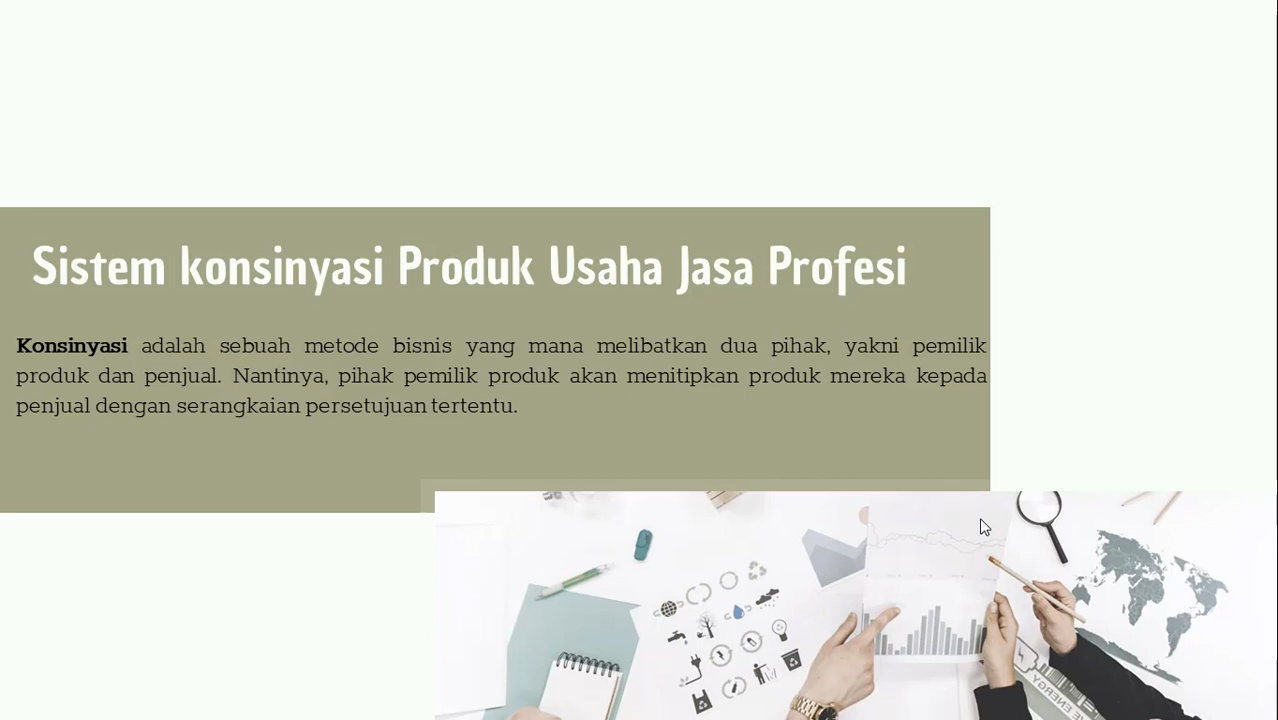 Sistem konsinyasi Produk Usaha Jasa Profesi
Konsinyasi adalah sebuah metode bisnis yang mana melibatkan dua pihak, yakni pemilik
produk dan penjual. Nantinya, pihak pemilik produk akan menitipkan produk mereka kepada
penjual dengan serangkaian persetujuan tertentu.
ENERGY